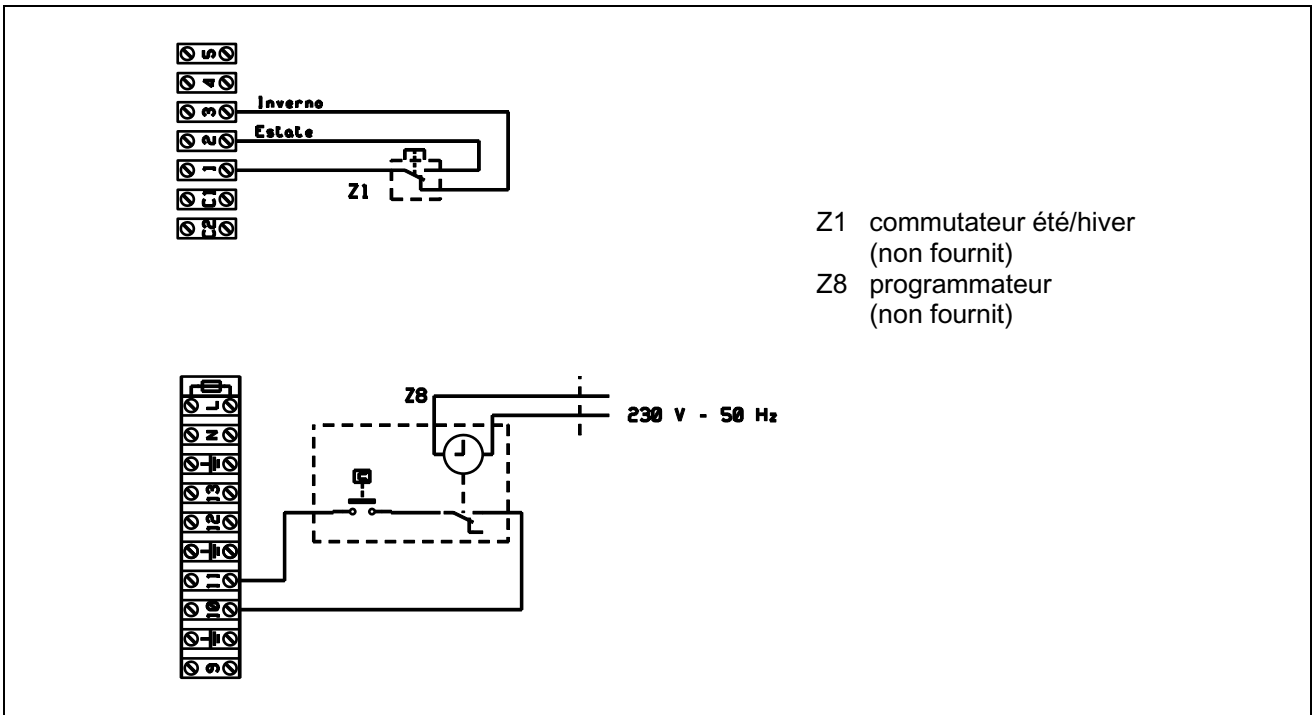 5
4
3
Inverno
2
Estate
1
Z1
C1
C2
Z1 commutateur été/hiver
(non fournit)
Z8 programmateur
(non fournit)
L
Z8
230 V - 50 Hz
N
13
12
11
10
9